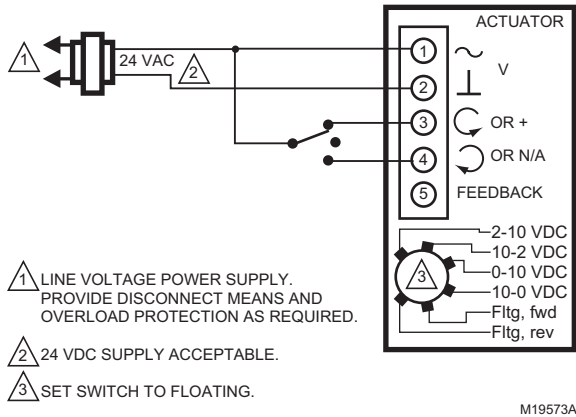 ACTUATOR
1
24 VAC
2
1
V
2
3
OR +
4
OR N/A
5
FEEDBACK
2-10 VDC
10-2 VDC
0-10 VDC
10-0 VDC
Fltg, fwd
Fltg, rev
3
1 LINE VOLTAGE POWER SUPPLY.
PROVIDE DISCONNECT MEANS AND
OVERLOAD PROTECTION AS REQUIRED.
2 24 VDC SUPPLY ACCEPTABLE.
3 SET SWITCH TO FLOATING.
M19573A